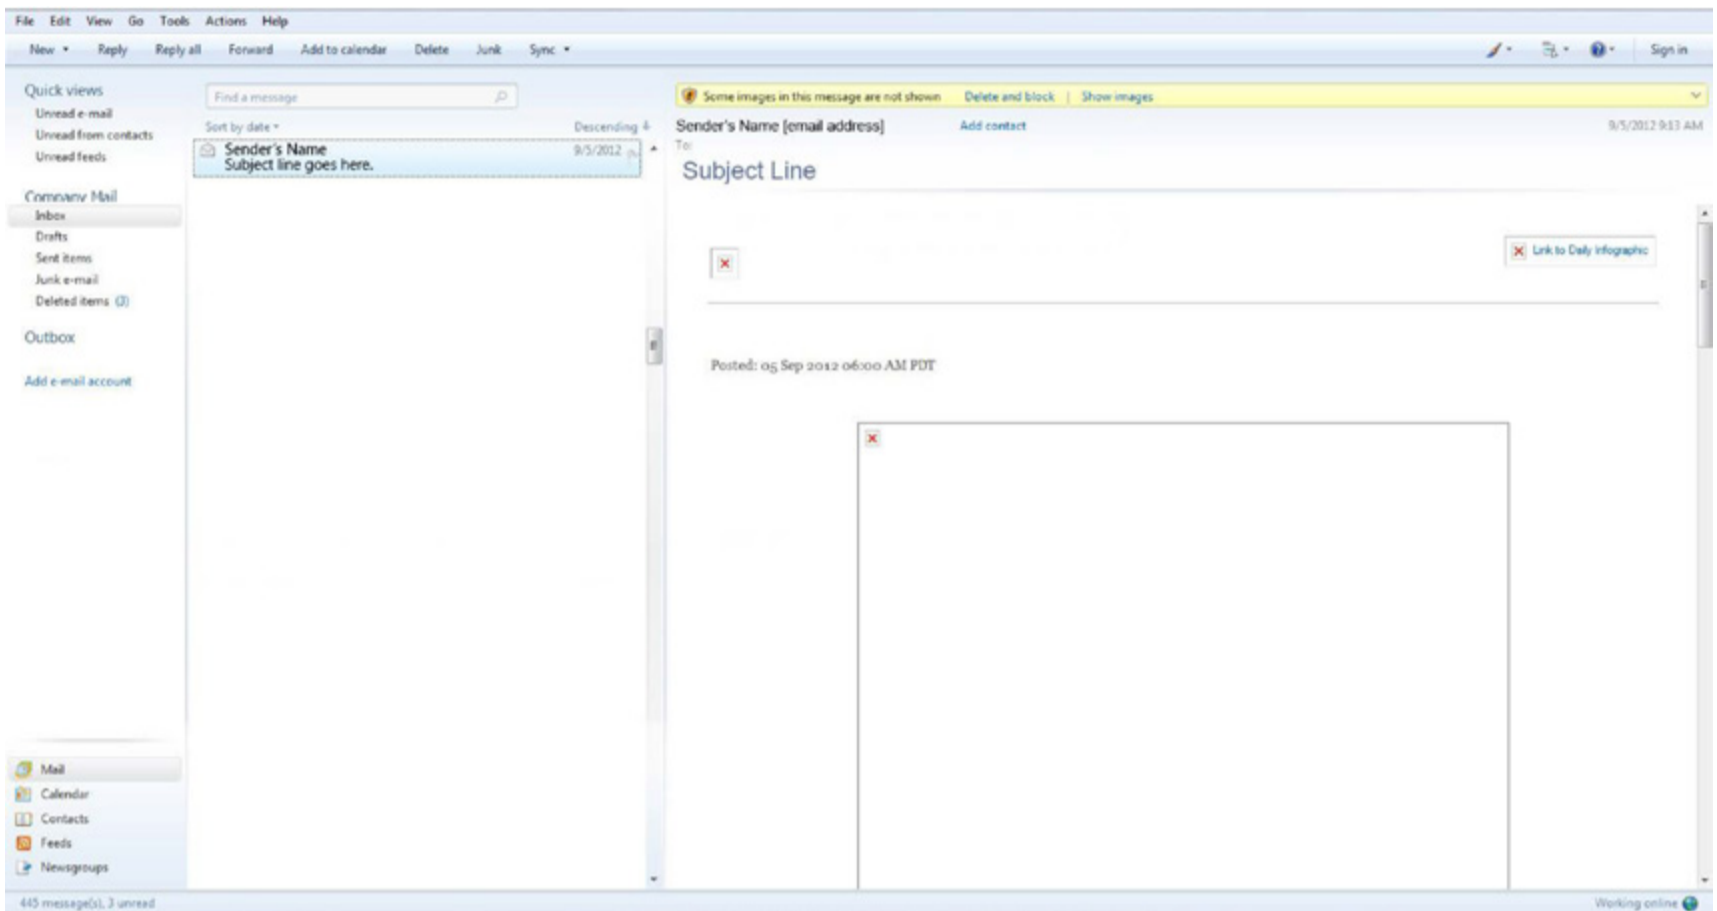 File Edit View Go Tools Actions Help
New Reply Reply all Forward Add to calendar Delete Junk Sync Sign in
Quick views
Unread e-mail
Unread from contacts
Unread feeds
Company Mail
Inbox
Drafts
Sent items
Junk e-mail
Deleted items (3)
Outbox
Add e-mail account
Mail
Calendar
Contacts
Feeds
Newsgroups
Find a message
Sort by date Descending
Sender's Name 9/5/2012
Subject line goes here.
Some images in this message are not shown Delete and block | Show images
Sender's Name [email address] Add contact 9/5/2012 9:13 AM
To:
Subject Line
Link to Daily Infographic
Posted: 05 Sep 2012 06:00 AM PDT
445 message(s), 3 unread Working online